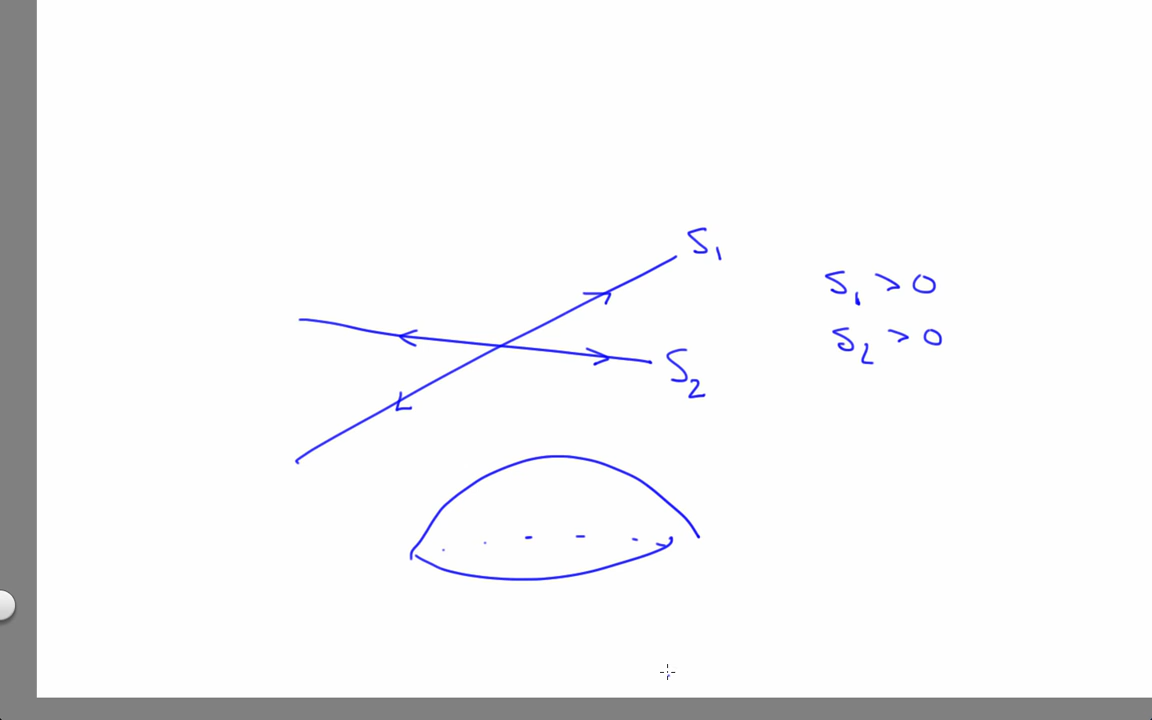 S₁
S₁ > 0
S₂ > 0
S₂